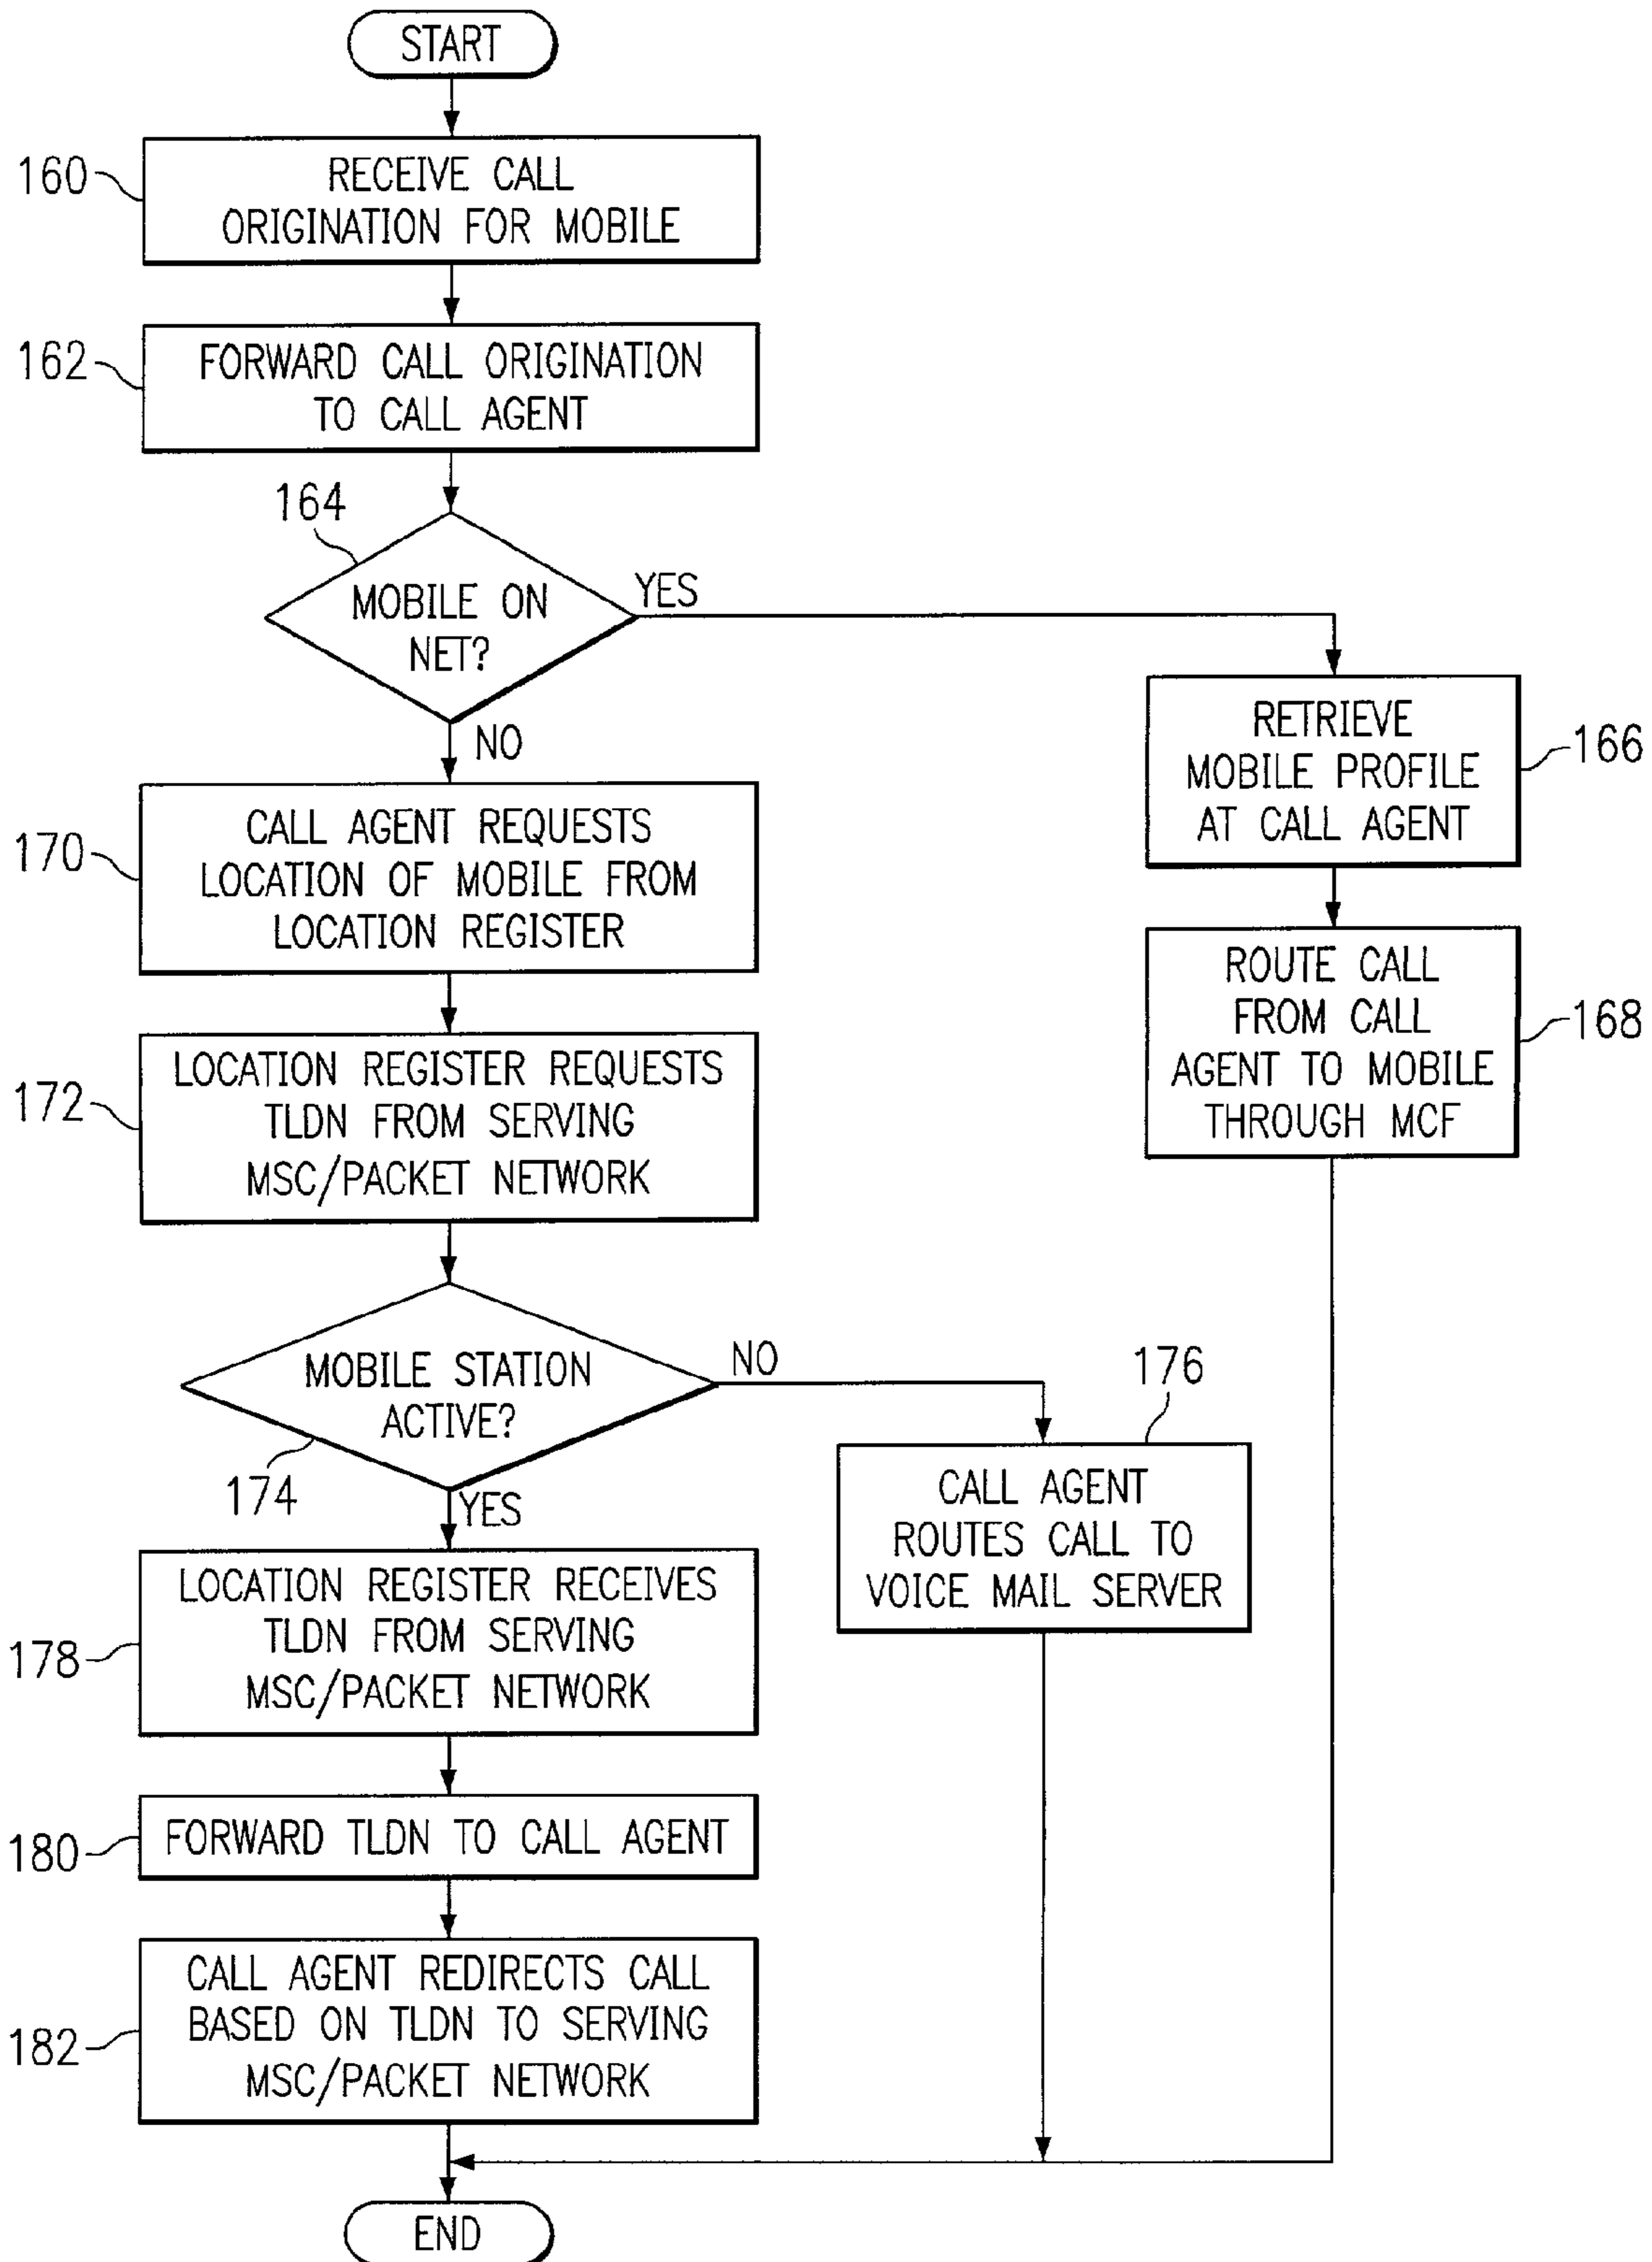 START
160
RECEIVE CALL
ORIGINATION FOR MOBILE
162
FORWARD CALL ORIGINATION
TO CALL AGENT
164
MOBILE ON
NET?
YES
NO
RETRIEVE
MOBILE PROFILE
AT CALL AGENT
166
170
CALL AGENT REQUESTS
LOCATION OF MOBILE FROM
LOCATION REGISTER
ROUTE CALL
FROM CALL
AGENT TO MOBILE
THROUGH MCF
168
172
LOCATION REGISTER REQUESTS
TLDN FROM SERVING
MSC/PACKET NETWORK
MOBILE STATION
ACTIVE?
174
NO
YES
176
CALL AGENT
ROUTES CALL TO
VOICE MAIL SERVER
178
LOCATION REGISTER RECEIVES
TLDN FROM SERVING
MSC/PACKET NETWORK
180
FORWARD TLDN TO CALL AGENT
182
CALL AGENT REDIRECTS CALL
BASED ON TLDN TO SERVING
MSC/PACKET NETWORK
END